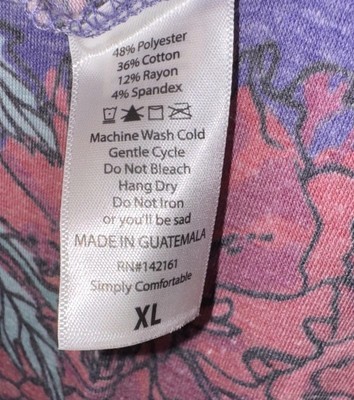 48% Polyester
36% Cotton
12% Rayon
4% Spandex
Machine Wash Cold
Gentle Cycle
Do Not Bleach
Hang Dry
Do Not Iron
or you'll be sad
MADE IN GUATEMALA
RN#142161
Simply Comfortable
XL